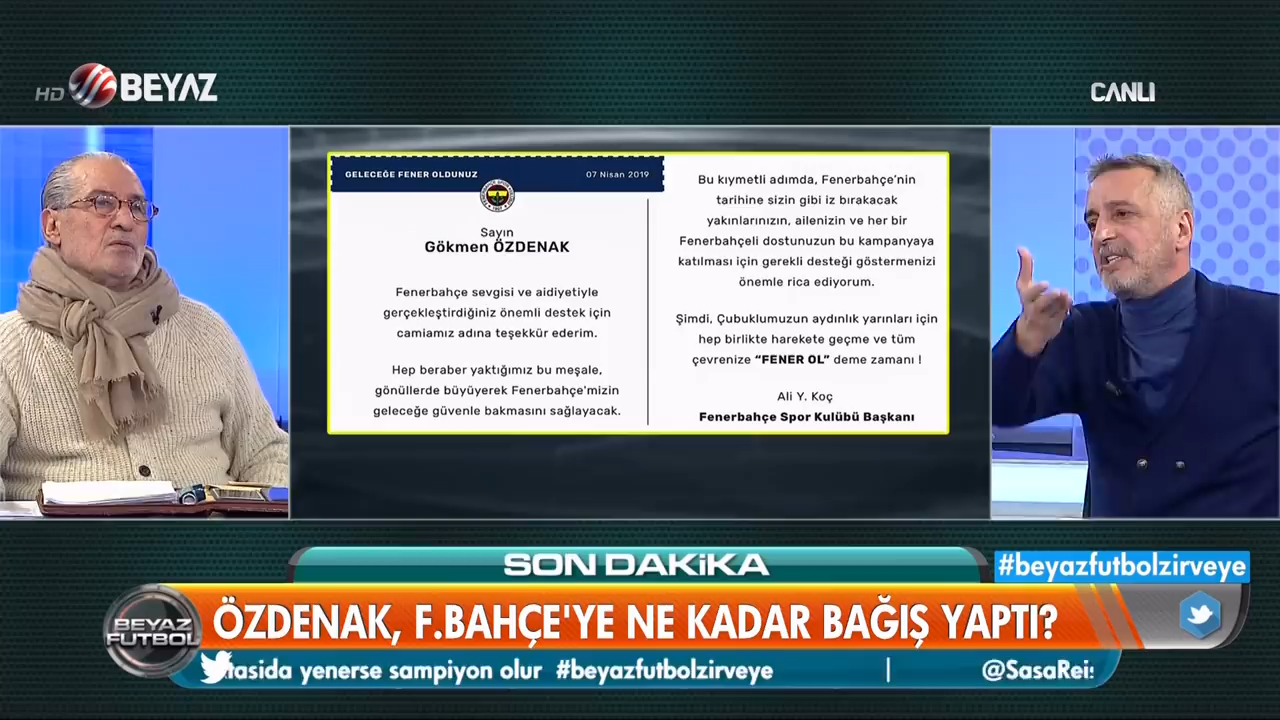 HD BEYAZ
CANLI
GELECEĞE FENER OLDUNUZ
07 Nisan 2019
Sayın
Gökmen ÖZDENAK
Fenerbahçe sevgisi ve aidiyetiyle
gerçekleştirdiğiniz önemli destek için
camiamız adına teşekkür ederim.
Hep beraber yaktığımız bu meşale,
gönüllerde büyüyerek Fenerbahçe'mizin
geleceğe güvenle bakmasını sağlayacak.
Bu kıymetli adımda, Fenerbahçe’nin
tarihine sizin gibi iz bırakacak
yakınlarınızın, ailenizin ve her bir
Fenerbahçeli dostunuzun bu kampanyaya
katılması için gerekli desteği göstermenizi
önemle rica ediyorum.
Şimdi, Çubuklumuzun aydınlık yarınları için
hep birlikte harekete geçme ve tüm
çevrenize “FENER OL” deme zamanı !
Ali Y. Koç
Fenerbahçe Spor Kulübü Başkanı
SON DAKİKA
#beyazfutbolzirveye
BEYAZ
FUTBOL
ÖZDENAK, F.BAHÇE'YE NE KADAR BAĞIŞ YAPTI?
tasida yenerse sampiyon olur #beyazfutbolzirveye | @SasaReis